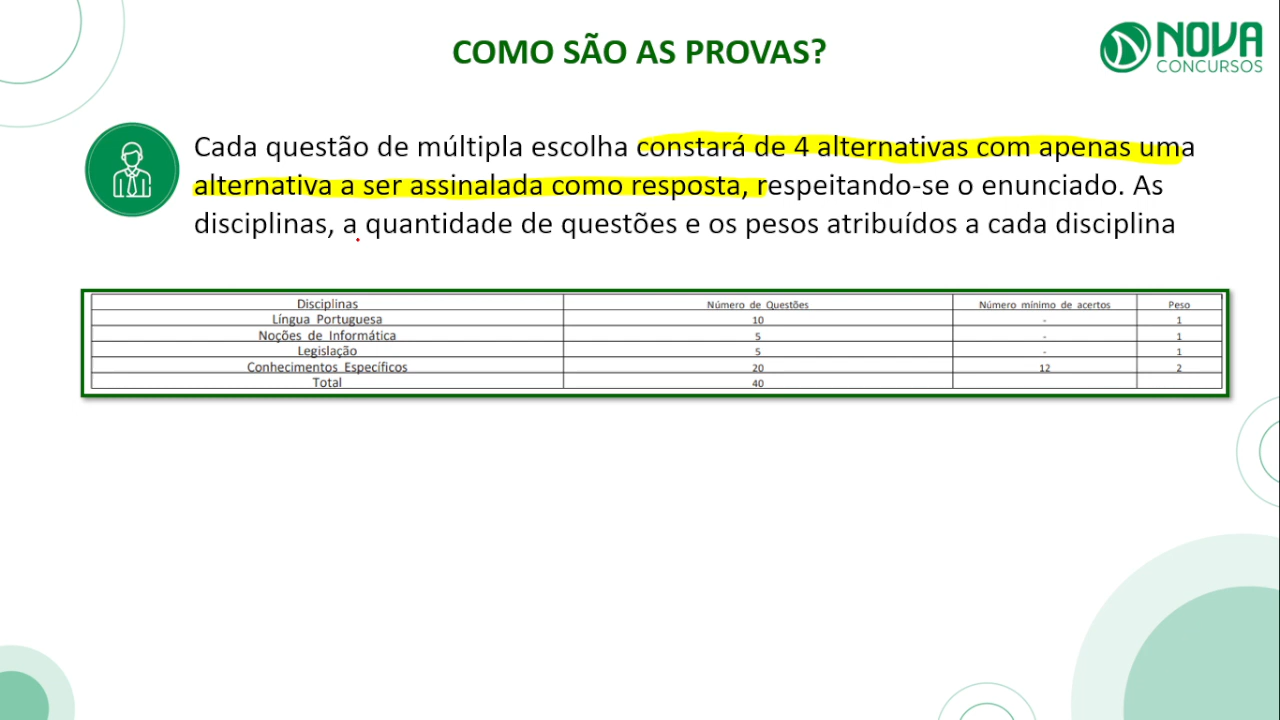 COMO SÃO AS PROVAS?
NOVA
CONCURSOS
Cada questão de múltipla escolha constará de 4 alternativas com apenas uma
alternativa a ser assinalada como resposta, respeitando-se o enunciado. As
disciplinas, a quantidade de questões e os pesos atribuídos a cada disciplina
Disciplinas Número de Questões Número mínimo de acertos Peso
Língua Portuguesa 10 - 1
Noções de Informática 5 - 1
Legislação 5 - 1
Conhecimentos Específicos 20 12 2
Total 40